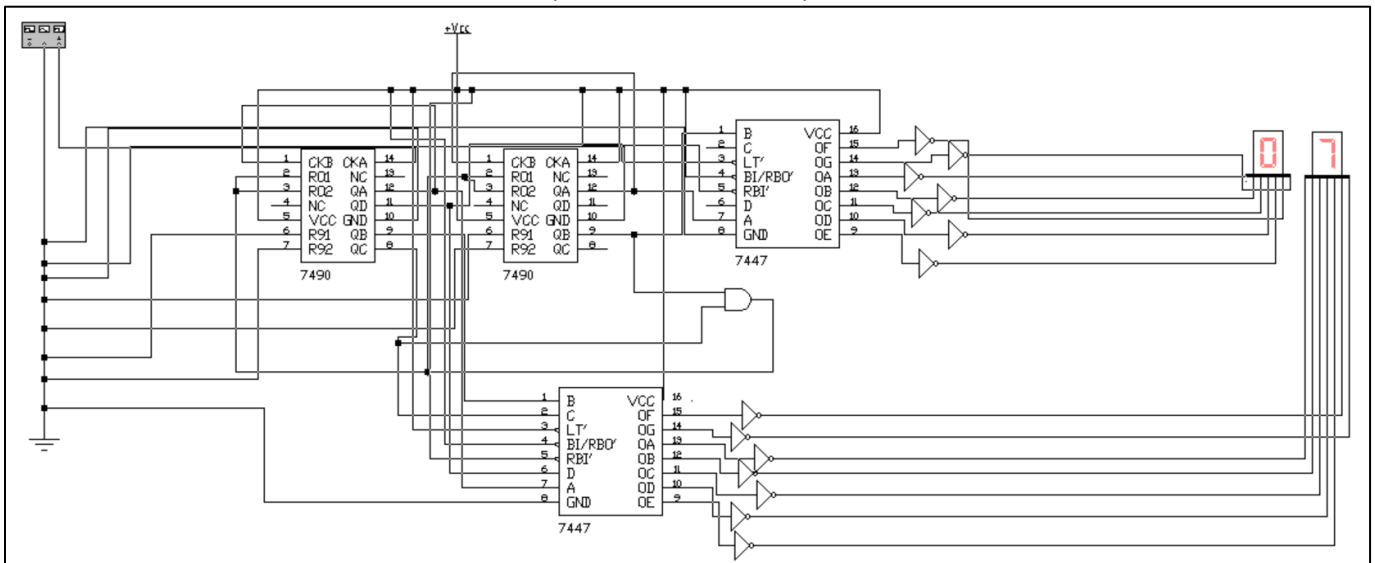 +Vcc
0 7
1 CKB CKA 14
2 RO1 NC 13
3 RO2 QA 12
4 NC QD 11
5 VCC GND 10
6 R91 QB 9
7 R92 QC 8
7490
1 CKB CKA 14
2 RO1 NC 13
3 RO2 QA 12
4 NC QD 11
5 VCC GND 10
6 R91 QB 9
7 R92 QC 8
7490
1 B VCC 16
2 C OF 15
3 LT' OG 14
4 BI/RBO' OA 13
5 RBI' OB 12
6 D OC 11
7 A OD 10
8 GND OE 9
7447
1 B VCC 16
2 C OF 15
3 LT' OG 14
4 BI/RBO' OA 13
5 RBI' OB 12
6 D OC 11
7 A OD 10
8 GND OE 9
7447